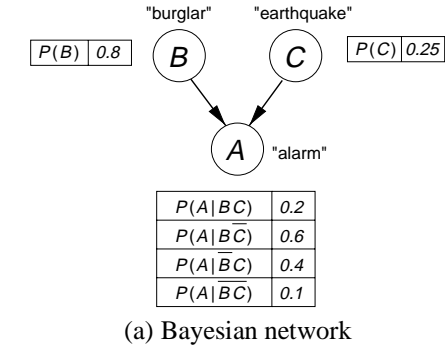 "burglar" "earthquake"
P(B) 0.8 B C P(C) 0.25
A "alarm"
P(A|BC) 0.2
P(A|BC̅) 0.6
P(A|B̅C) 0.4
P(A|B̅C̅) 0.1
(a) Bayesian network